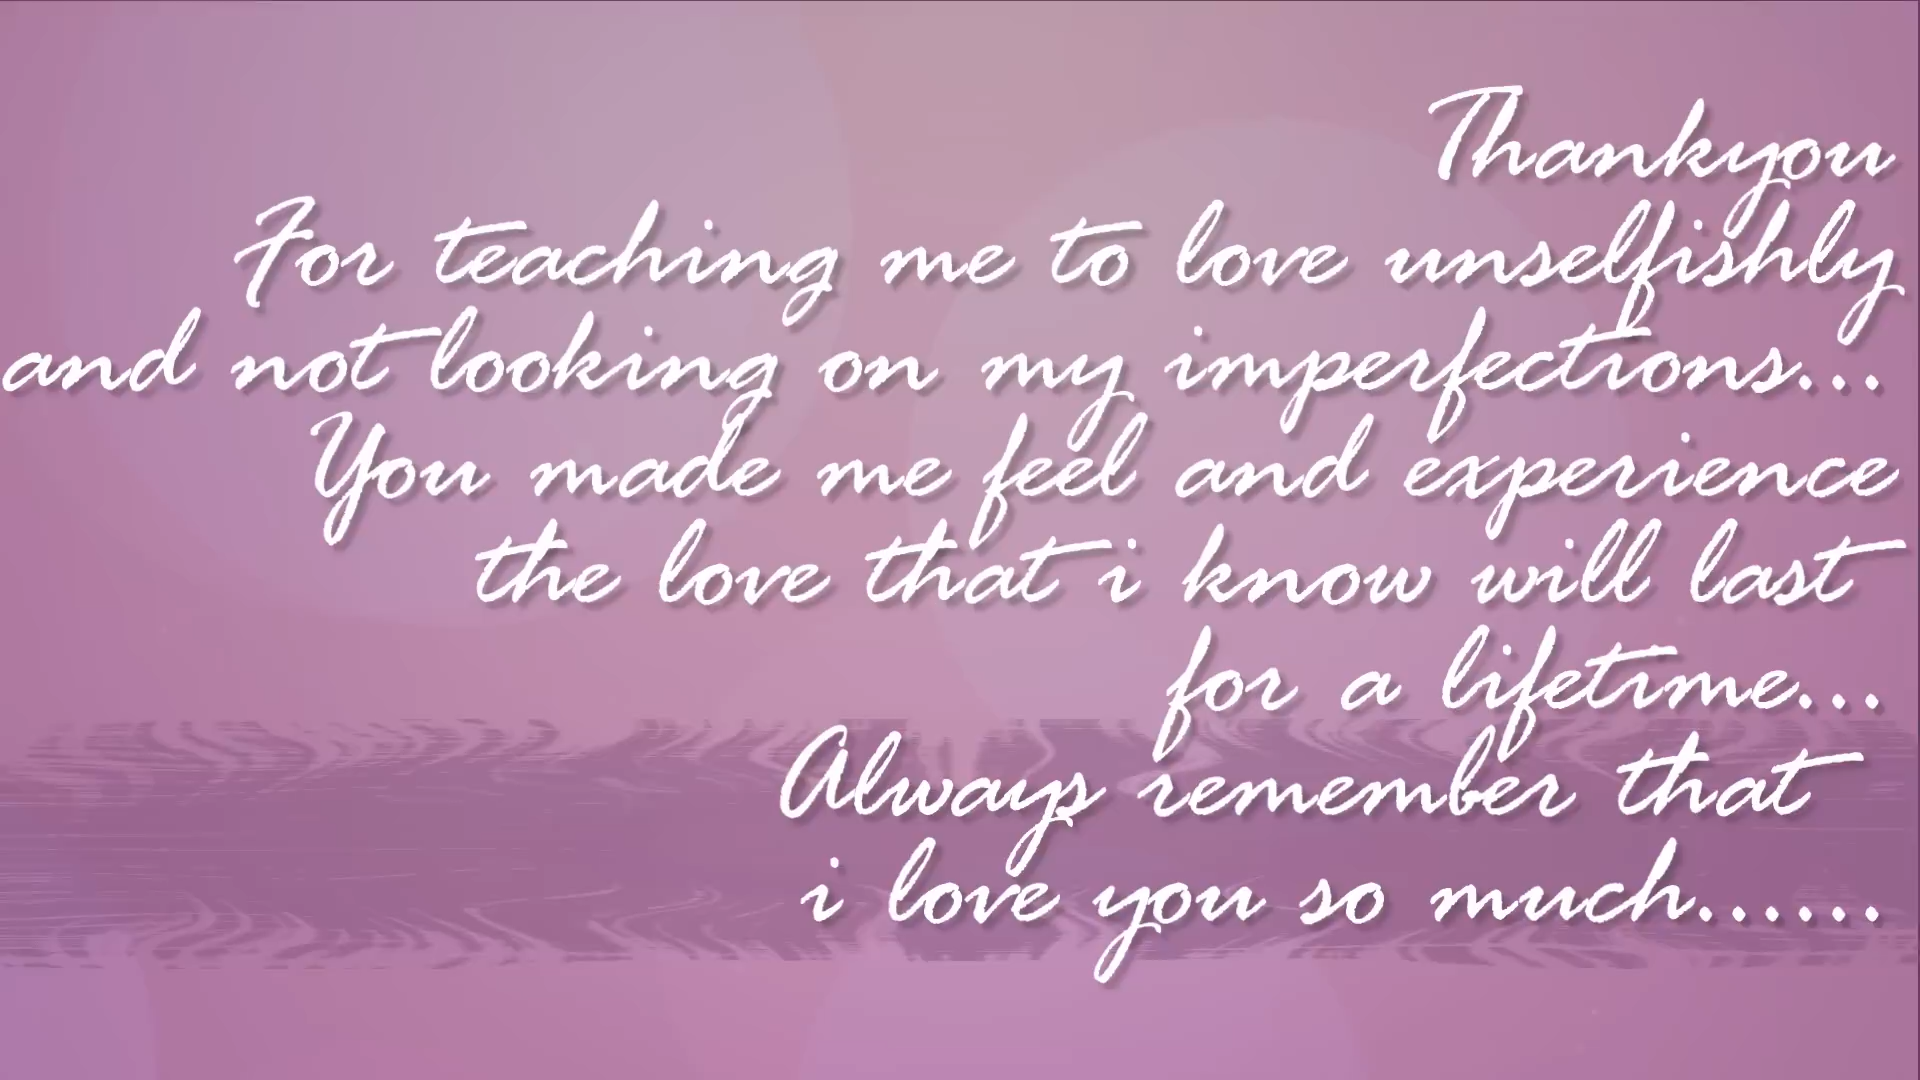 Thankyou
For teaching me to love unselfishly
and not looking on my imperfections...
You made me feel and experience
the love that i know will last
for a lifetime...
Always remember that
i love you so much......